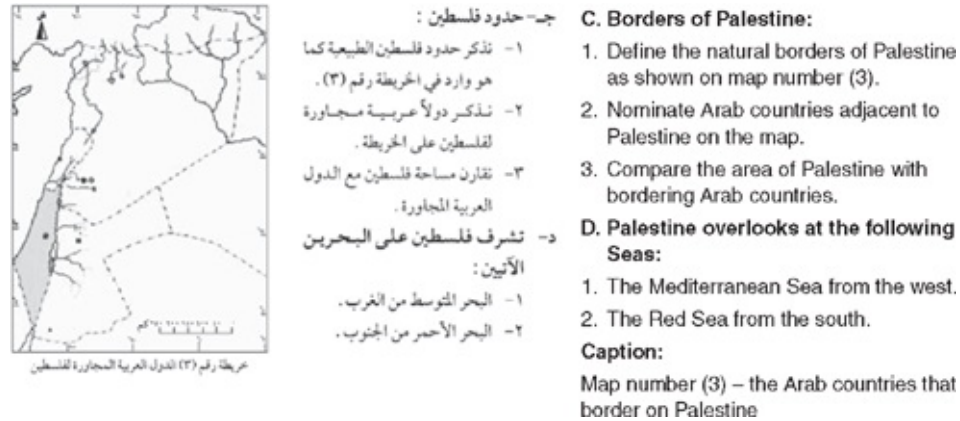 جـ- حدود فلسطين :
١- نذكر حدود فلسطين الطبيعية كما
هو وارد في الخريطة رقم (٣) .
٢- نـذكـر دولاً عـربـيـة مـجـاورة
لفلسطين على الخريطة .
٣- نقارن مساحة فلسطين مع الدول
العربية المجاورة .
د- تشرف فلسطين على البـحـريـن
الآتيين :
١- البحر المتوسط من الغرب .
٢- البحر الأحمر من الجنوب .
خريطة رقم (٣) الدول العربية المجاورة لفلسطين
C. Borders of Palestine:
1. Define the natural borders of Palestine
as shown on map number (3).
2. Nominate Arab countries adjacent to
Palestine on the map.
3. Compare the area of Palestine with
bordering Arab countries.
D. Palestine overlooks at the following
Seas:
1. The Mediterranean Sea from the west.
2. The Red Sea from the south.
Caption:
Map number (3) – the Arab countries that
border on Palestine